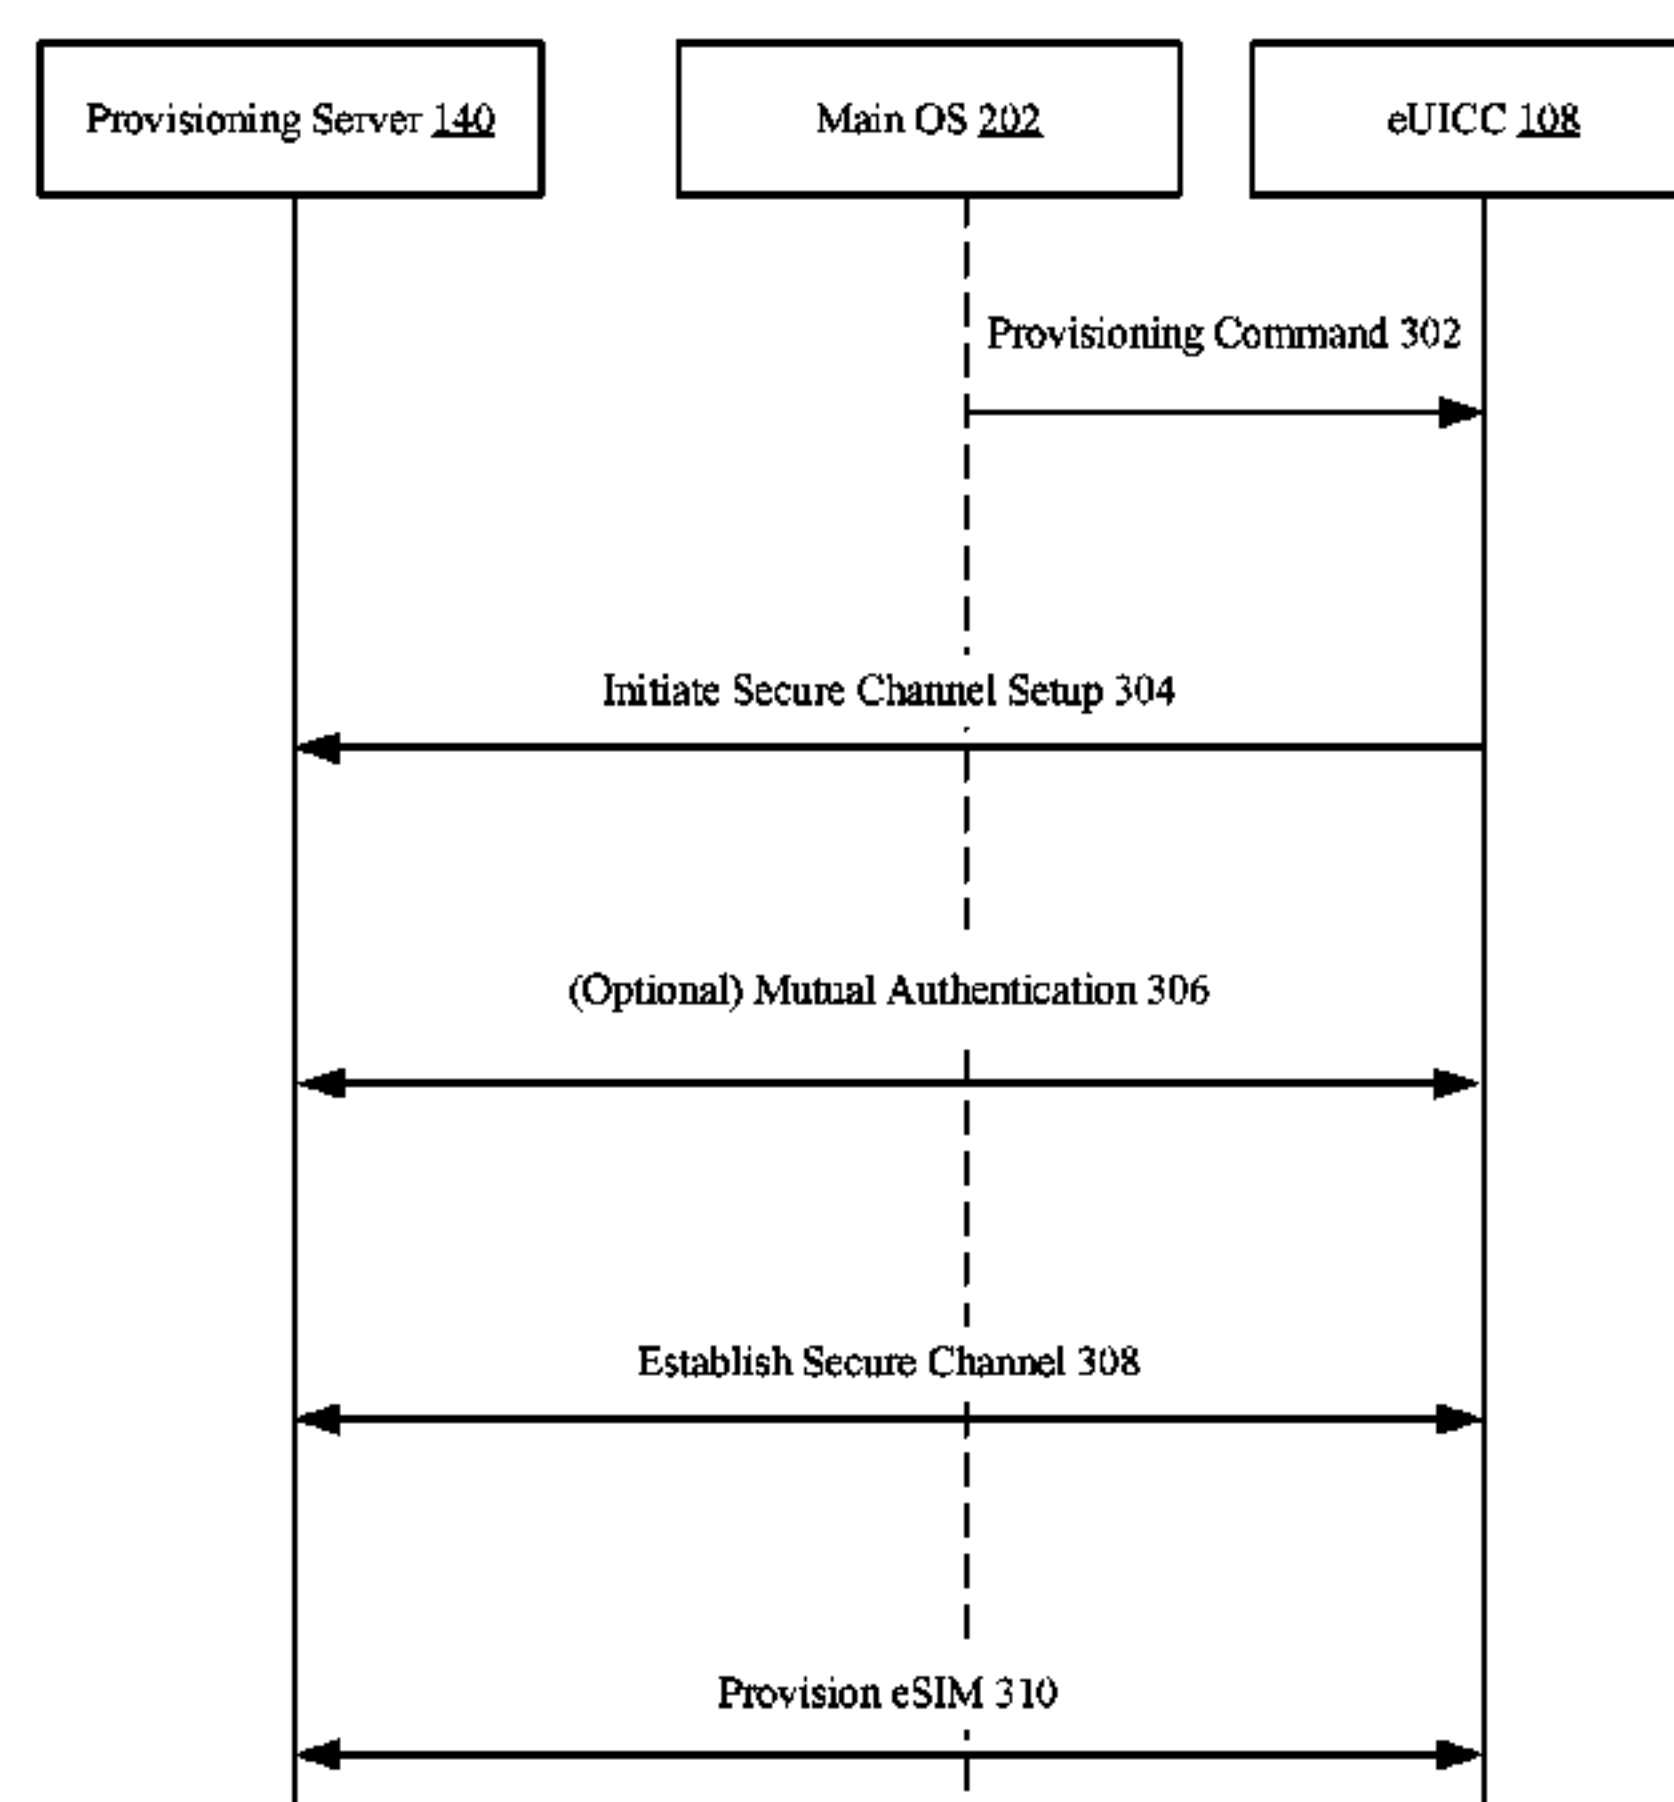 Provisioning Server 140
Main OS 202
eUICC 108
Provisioning Command 302
Initiate Secure Channel Setup 304
(Optional) Mutual Authentication 306
Establish Secure Channel 308
Provision eSIM 310